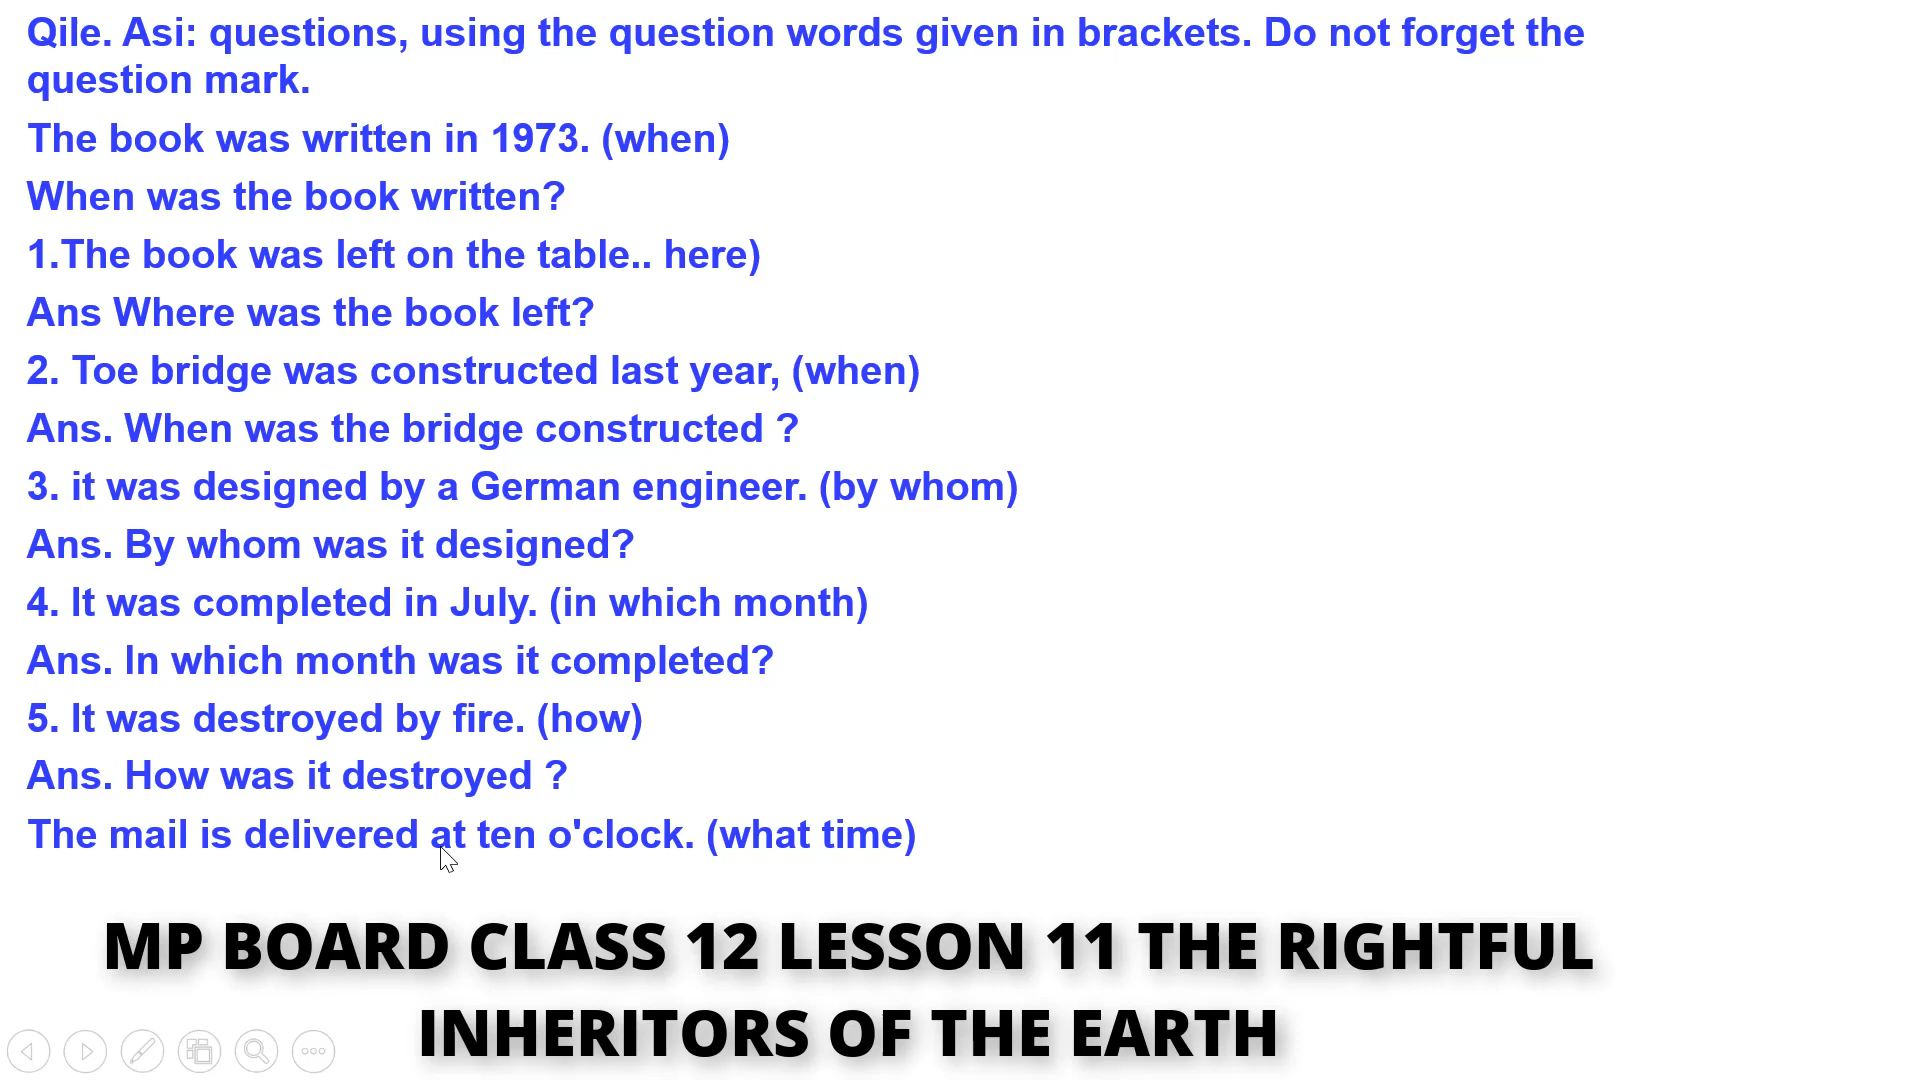 Qile. Asi: questions, using the question words given in brackets. Do not forget the
question mark.
The book was written in 1973. (when)
When was the book written?
1.The book was left on the table.. here)
Ans Where was the book left?
2. Toe bridge was constructed last year, (when)
Ans. When was the bridge constructed ?
3. it was designed by a German engineer. (by whom)
Ans. By whom was it designed?
4. It was completed in July. (in which month)
Ans. In which month was it completed?
5. It was destroyed by fire. (how)
Ans. How was it destroyed ?
The mail is delivered at ten o'clock. (what time)
MP BOARD CLASS 12 LESSON 11 THE RIGHTFUL
INHERITORS OF THE EARTH